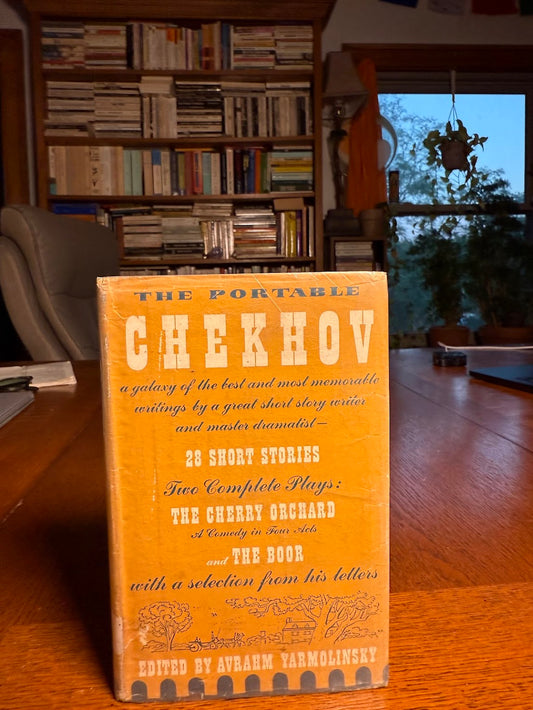 THE PORTABLE
CHEKHOV
a galaxy of the best and most memorable
writings by a great short story writer
and master dramatist—
28 SHORT STORIES
Two Complete Plays:
THE CHERRY ORCHARD
A Comedy in Four Acts
and THE BOOR
with a selection from his letters
EDITED BY AVRAHM YARMOLINSKY